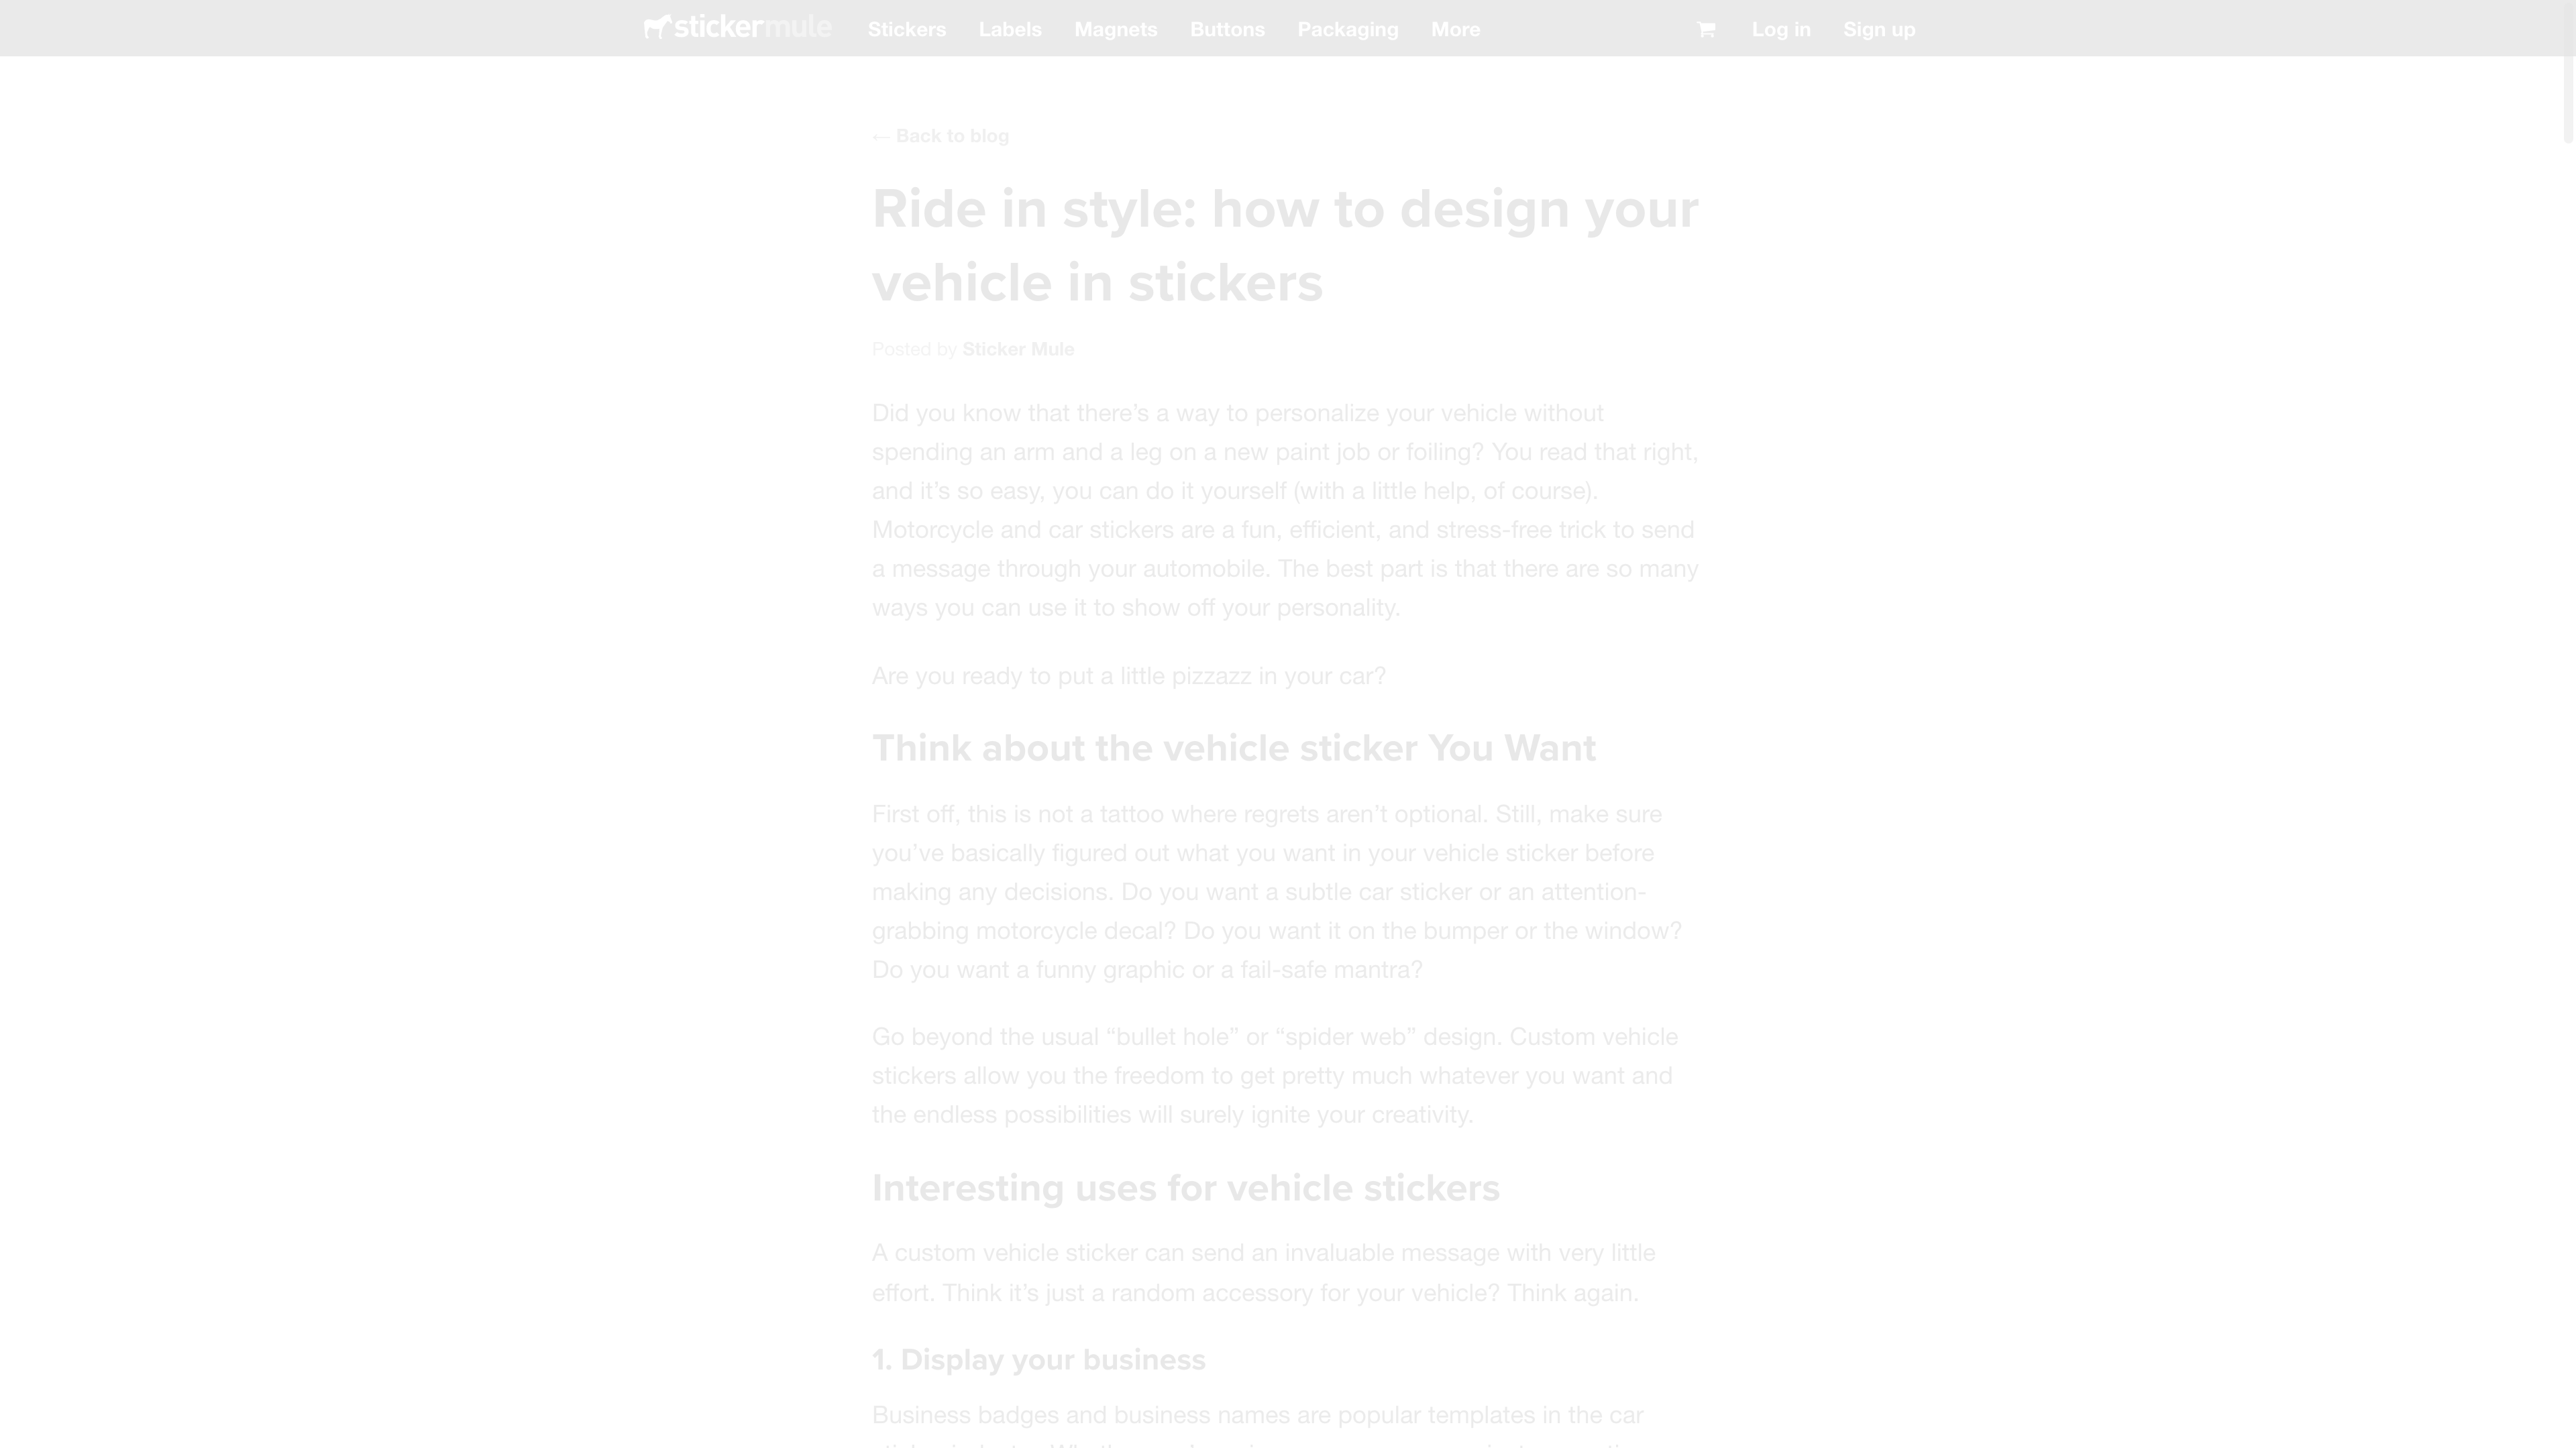 stickermule Stickers Labels Magnets Buttons Packaging More Log in Sign up
← Back to blog
Ride in style: how to design your
vehicle in stickers
Posted by Sticker Mule
Did you know that there’s a way to personalize your vehicle without
spending an arm and a leg on a new paint job or foiling? You read that right,
and it’s so easy, you can do it yourself (with a little help, of course).
Motorcycle and car stickers are a fun, efficient, and stress-free trick to send
a message through your automobile. The best part is that there are so many
ways you can use it to show off your personality.
Are you ready to put a little pizzazz in your car?
Think about the vehicle sticker You Want
First off, this is not a tattoo where regrets aren’t optional. Still, make sure
you’ve basically figured out what you want in your vehicle sticker before
making any decisions. Do you want a subtle car sticker or an attention-
grabbing motorcycle decal? Do you want it on the bumper or the window?
Do you want a funny graphic or a fail-safe mantra?
Go beyond the usual “bullet hole” or “spider web” design. Custom vehicle
stickers allow you the freedom to get pretty much whatever you want and
the endless possibilities will surely ignite your creativity.
Interesting uses for vehicle stickers
A custom vehicle sticker can send an invaluable message with very little
effort. Think it’s just a random accessory for your vehicle? Think again.
1. Display your business
Business badges and business names are popular templates in the car